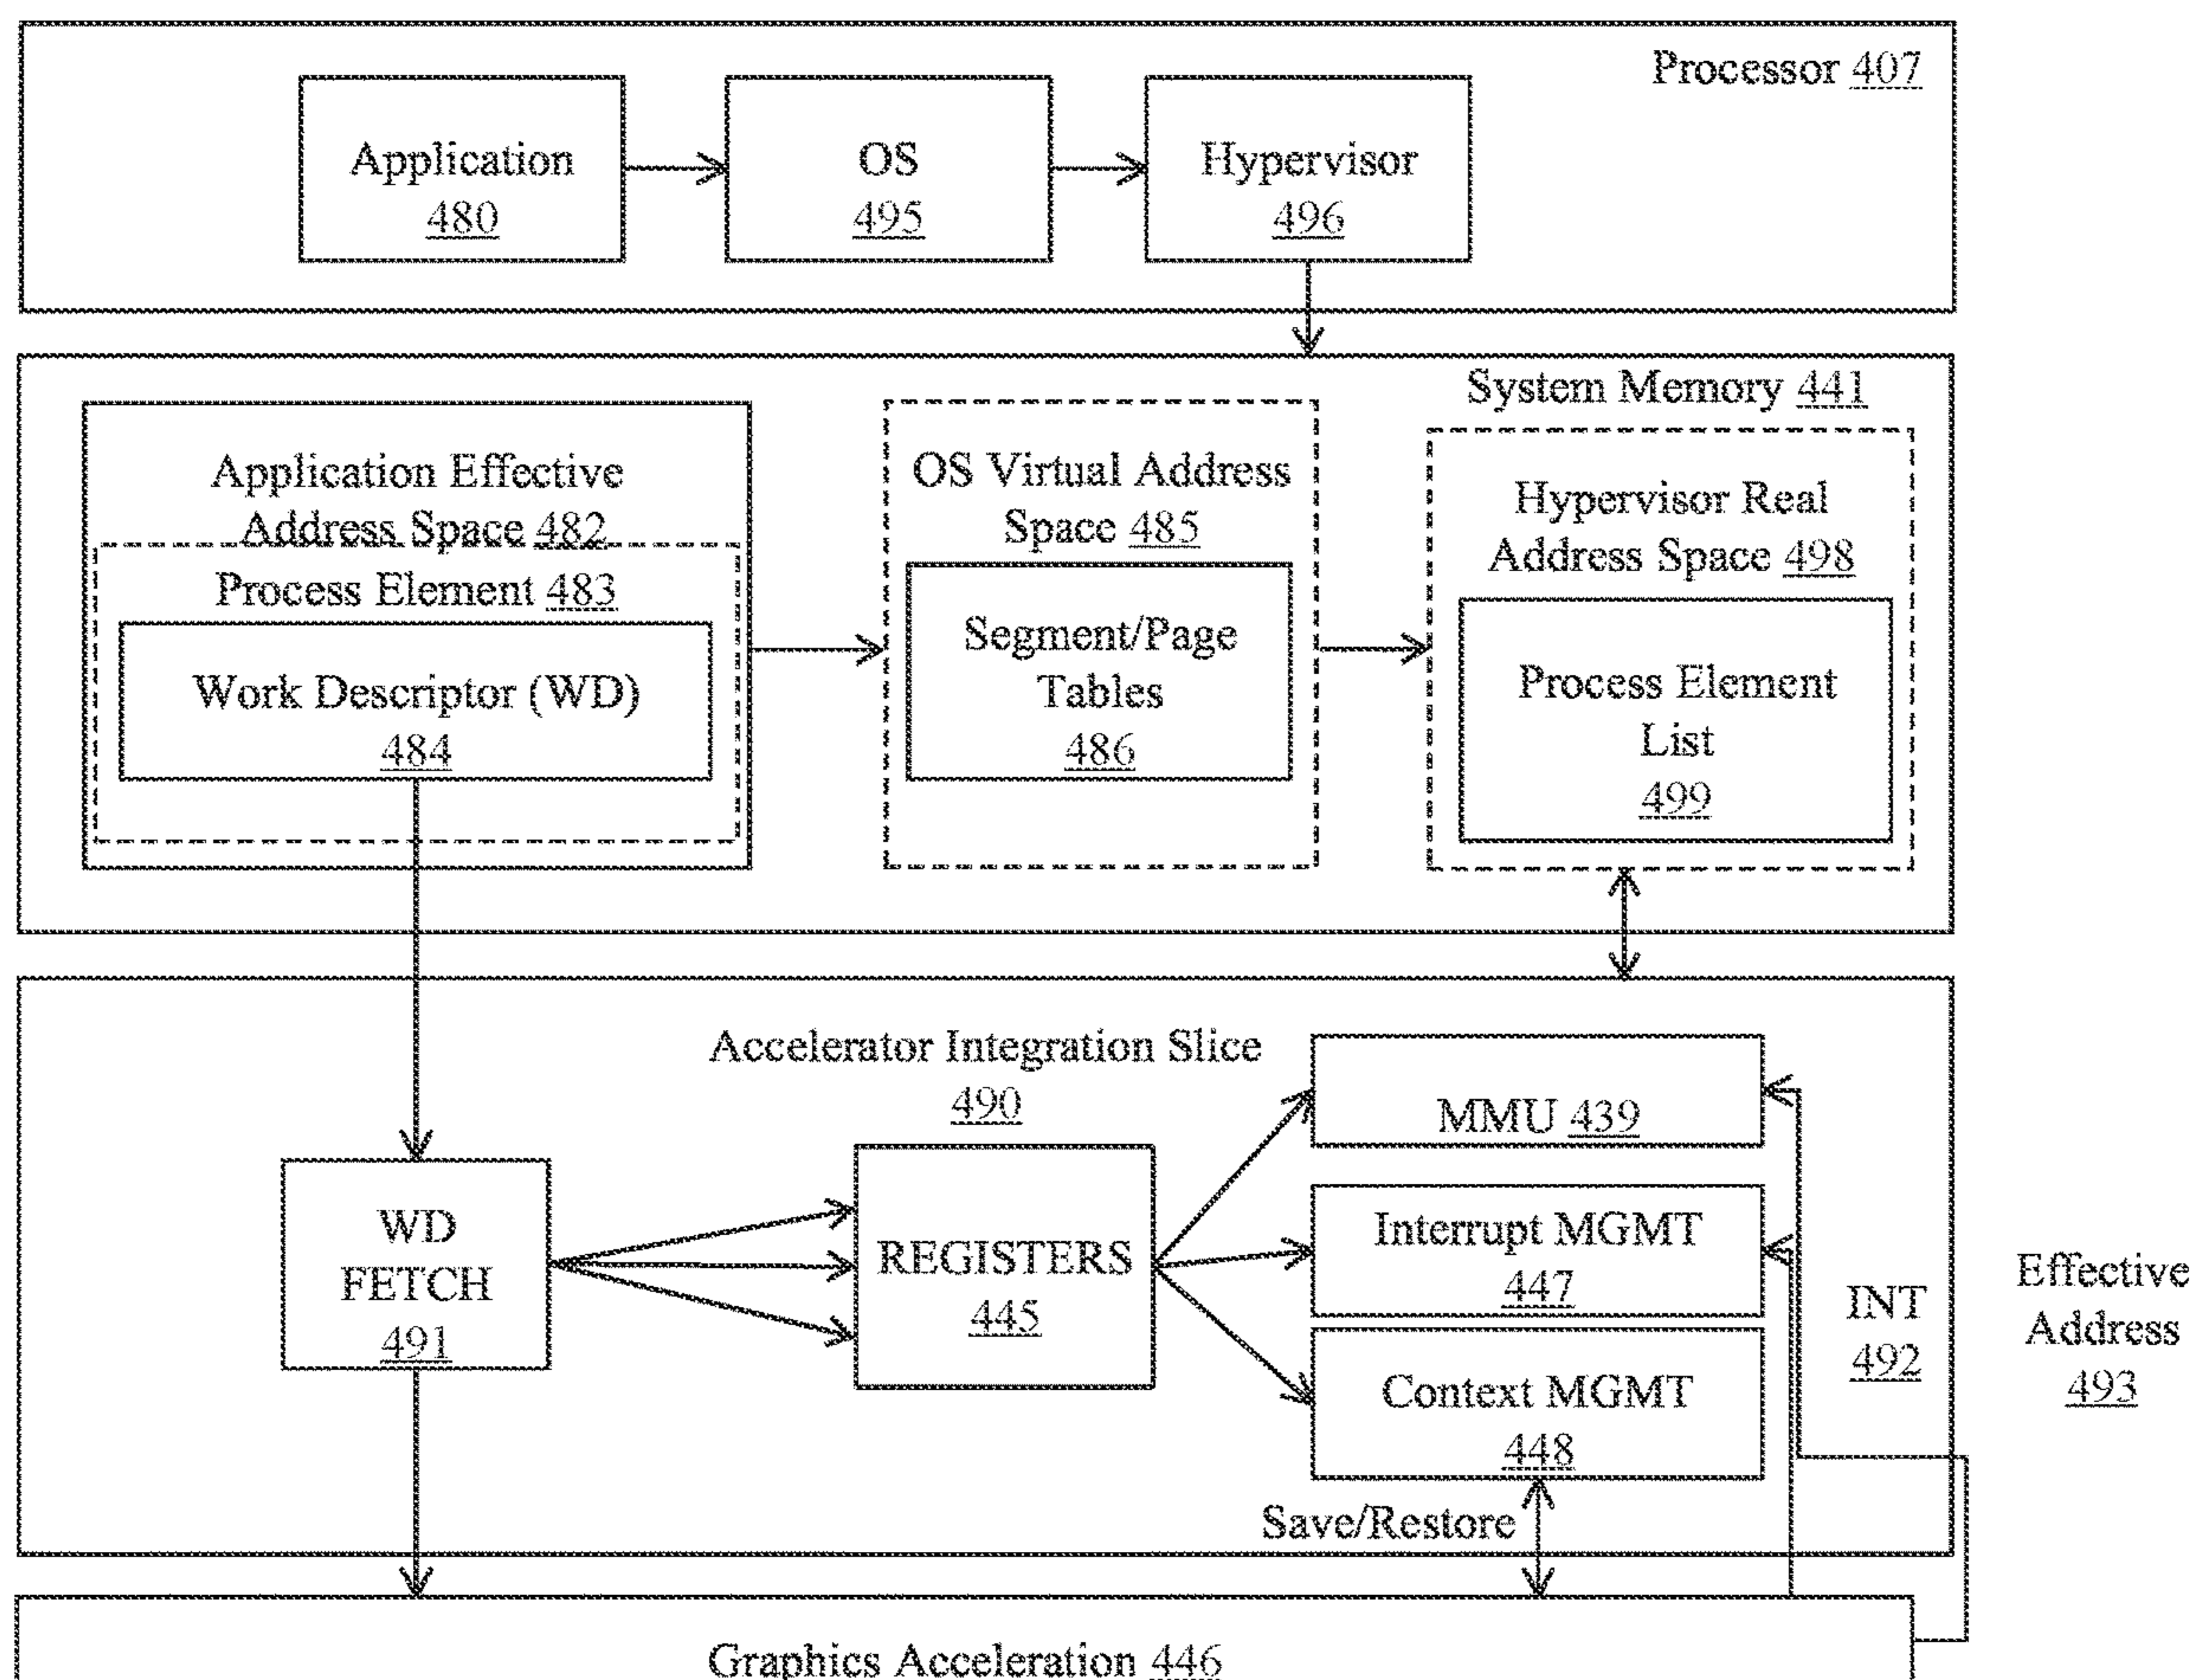 Processor 407
Application
480
OS
495
Hypervisor
496
System Memory 441
Application Effective
Address Space 482
Process Element 483
Work Descriptor (WD)
484
OS Virtual Address
Space 485
Segment/Page
Tables
486
Hypervisor Real
Address Space 498
Process Element
List
499
Accelerator Integration Slice
490
WD
FETCH
491
REGISTERS
445
MMU 439
Interrupt MGMT
447
Context MGMT
448
INT
492
Effective
Address
493
Save/Restore
Graphics Acceleration 446